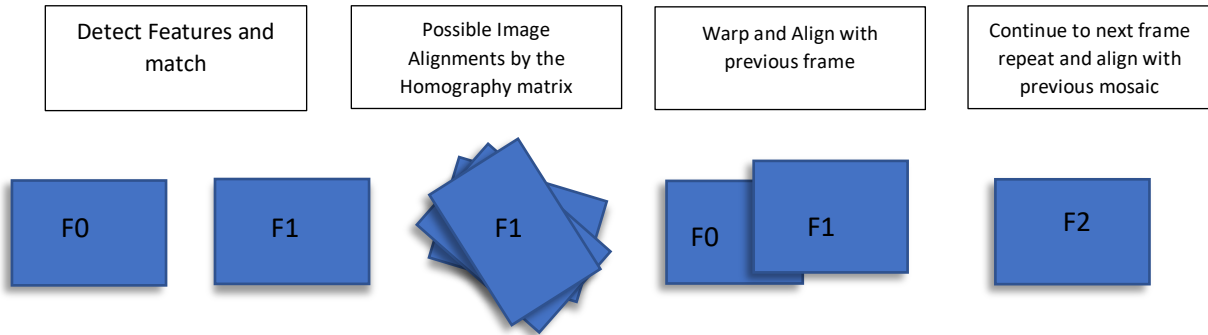 Detect Features and
match
Possible Image
Alignments by the
Homography matrix
Warp and Align with
previous frame
Continue to next frame
repeat and align with
previous mosaic
F0
F1
F1
F0
F1
F2